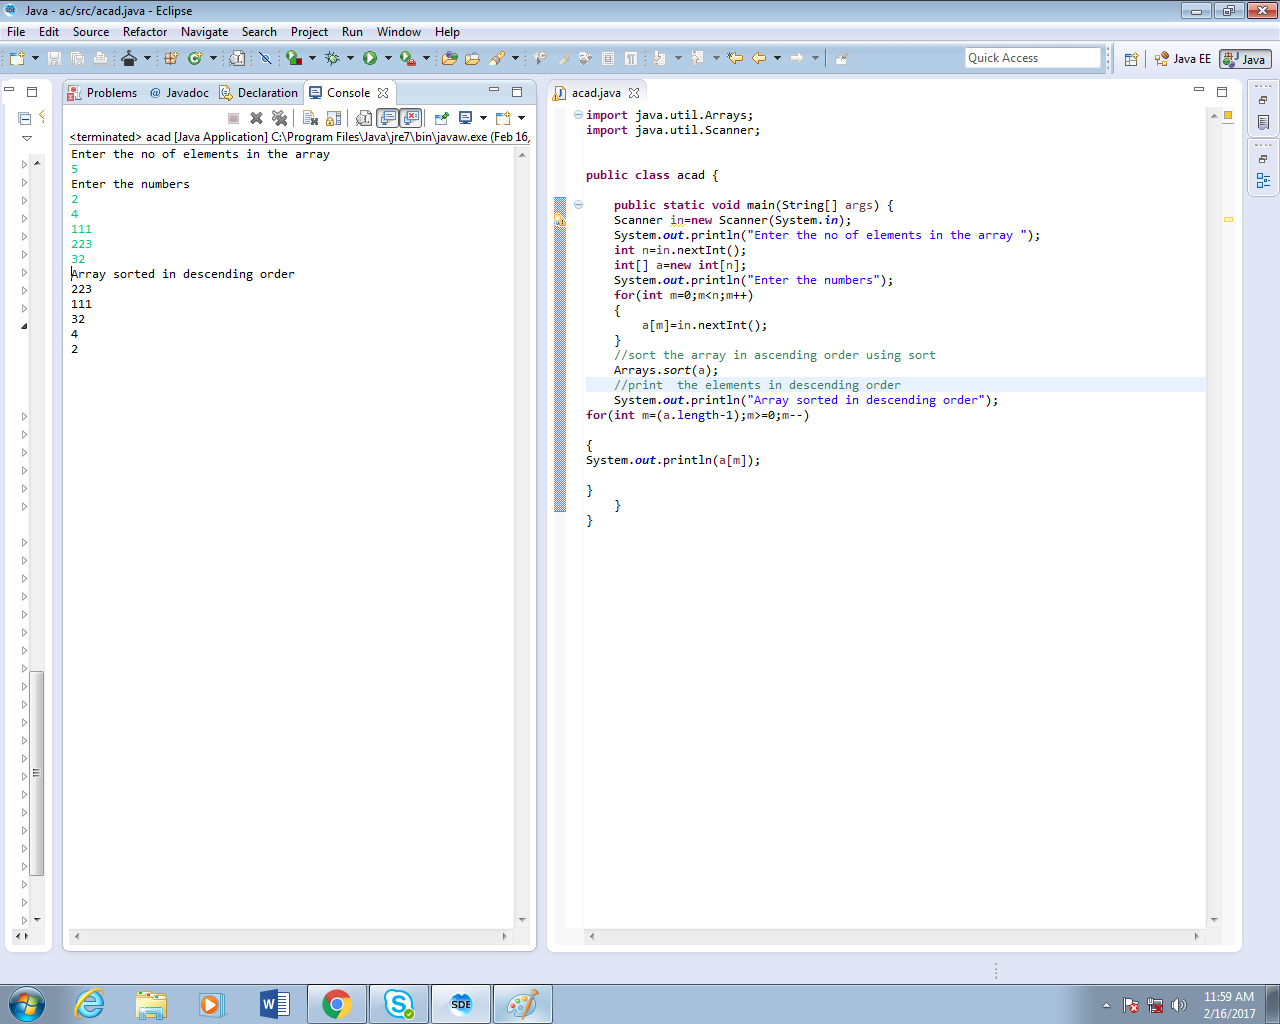 Java - ac/src/acad.java - Eclipse
File Edit Source Refactor Navigate Search Project Run Window Help
Quick Access
Java EE
Java
Problems @ Javadoc Declaration Console
<terminated> acad [Java Application] C:\Program Files\Java\jre7\bin\javaw.exe (Feb 16,
Enter the no of elements in the array
5
Enter the numbers
2
4
111
223
32
Array sorted in descending order
223
111
32
4
2
acad.java
import java.util.Arrays;
import java.util.Scanner;
public class acad {
public static void main(String[] args) {
Scanner in=new Scanner(System.in);
System.out.println("Enter the no of elements in the array ");
int n=in.nextInt();
int[] a=new int[n];
System.out.println("Enter the numbers");
for(int m=0;m<n;m++)
{
a[m]=in.nextInt();
}
//sort the array in ascending order using sort
Arrays.sort(a);
//print  the elements in descending order
System.out.println("Array sorted in descending order");
for(int m=(a.length-1);m>=0;m--)
{
System.out.println(a[m]);
}
}
}
SDE
11:59 AM
2/16/2017